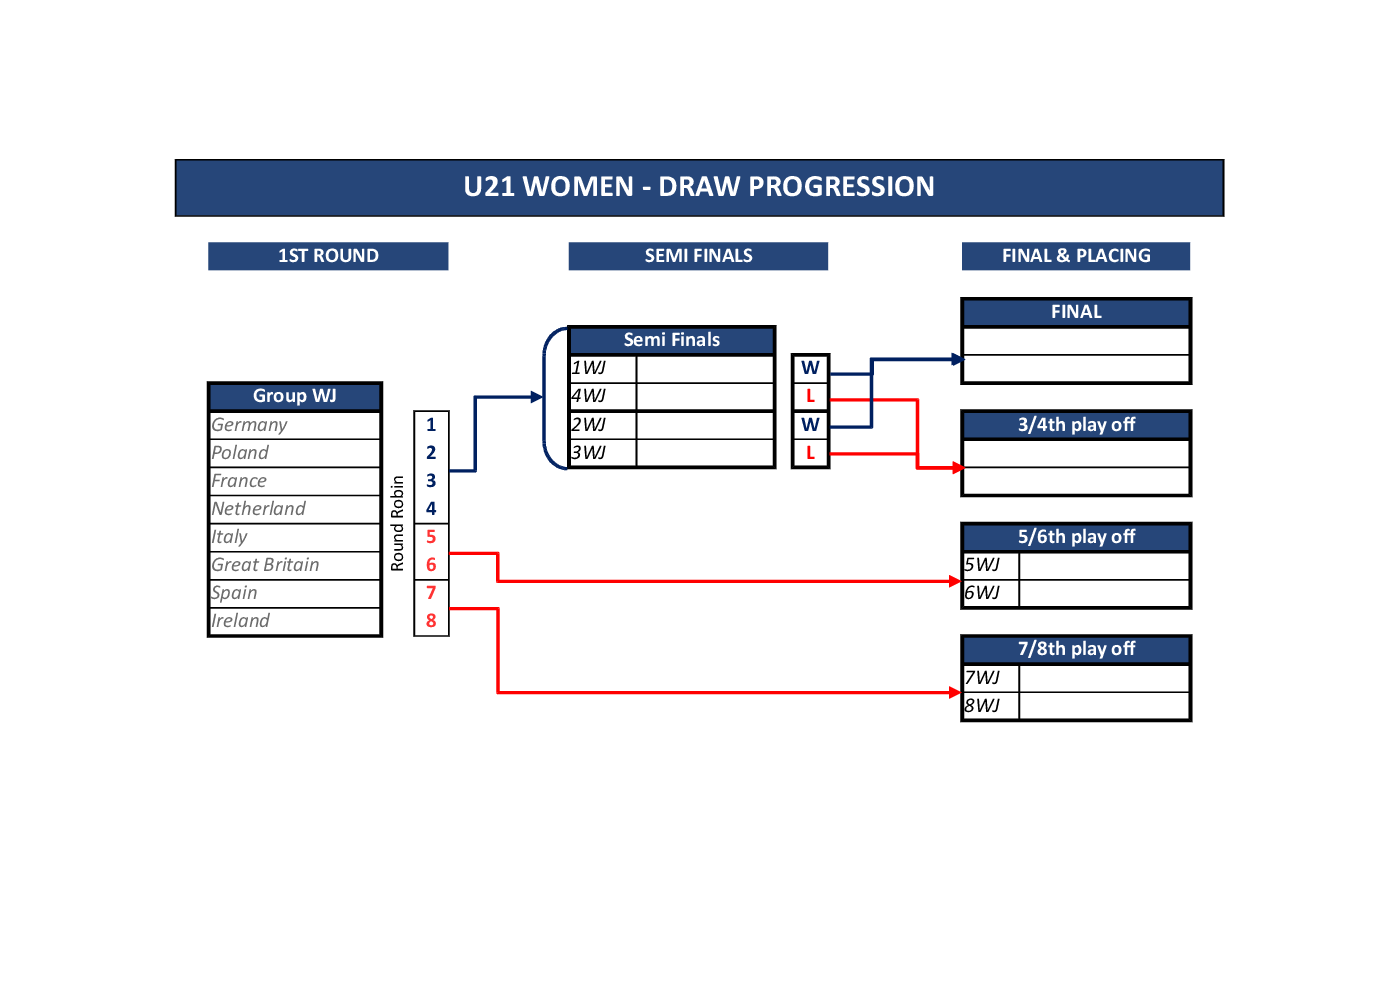 U21 WOMEN - DRAW PROGRESSION
1ST ROUND
SEMI FINALS
FINAL & PLACING
Group WJ
Germany
Poland
France
Netherland
Italy
Great Britain
Spain
Ireland
Round Robin
1
2
3
4
5
6
7
8
Semi Finals
1WJ
4WJ
2WJ
3WJ
W
L
W
L
FINAL
3/4th play off
5/6th play off
5WJ
6WJ
7/8th play off
7WJ
8WJ